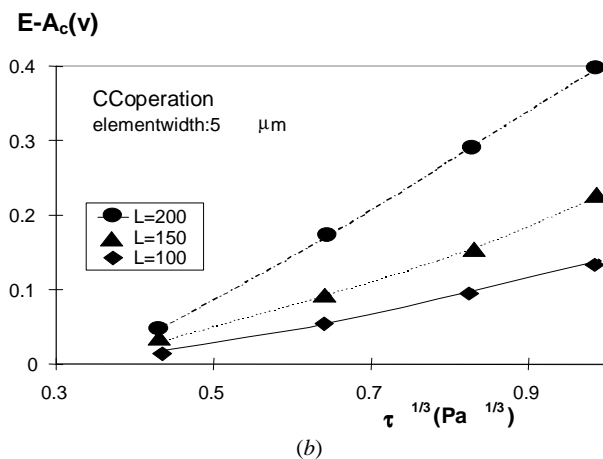 E-Ac(v)
0.4
0.3
0.2
0.1
0
CCoperation
elementwidth:5 μm
L=200
L=150
L=100
0.3 0.5 0.7 0.9
τ 1/3 (Pa 1/3)
(b)